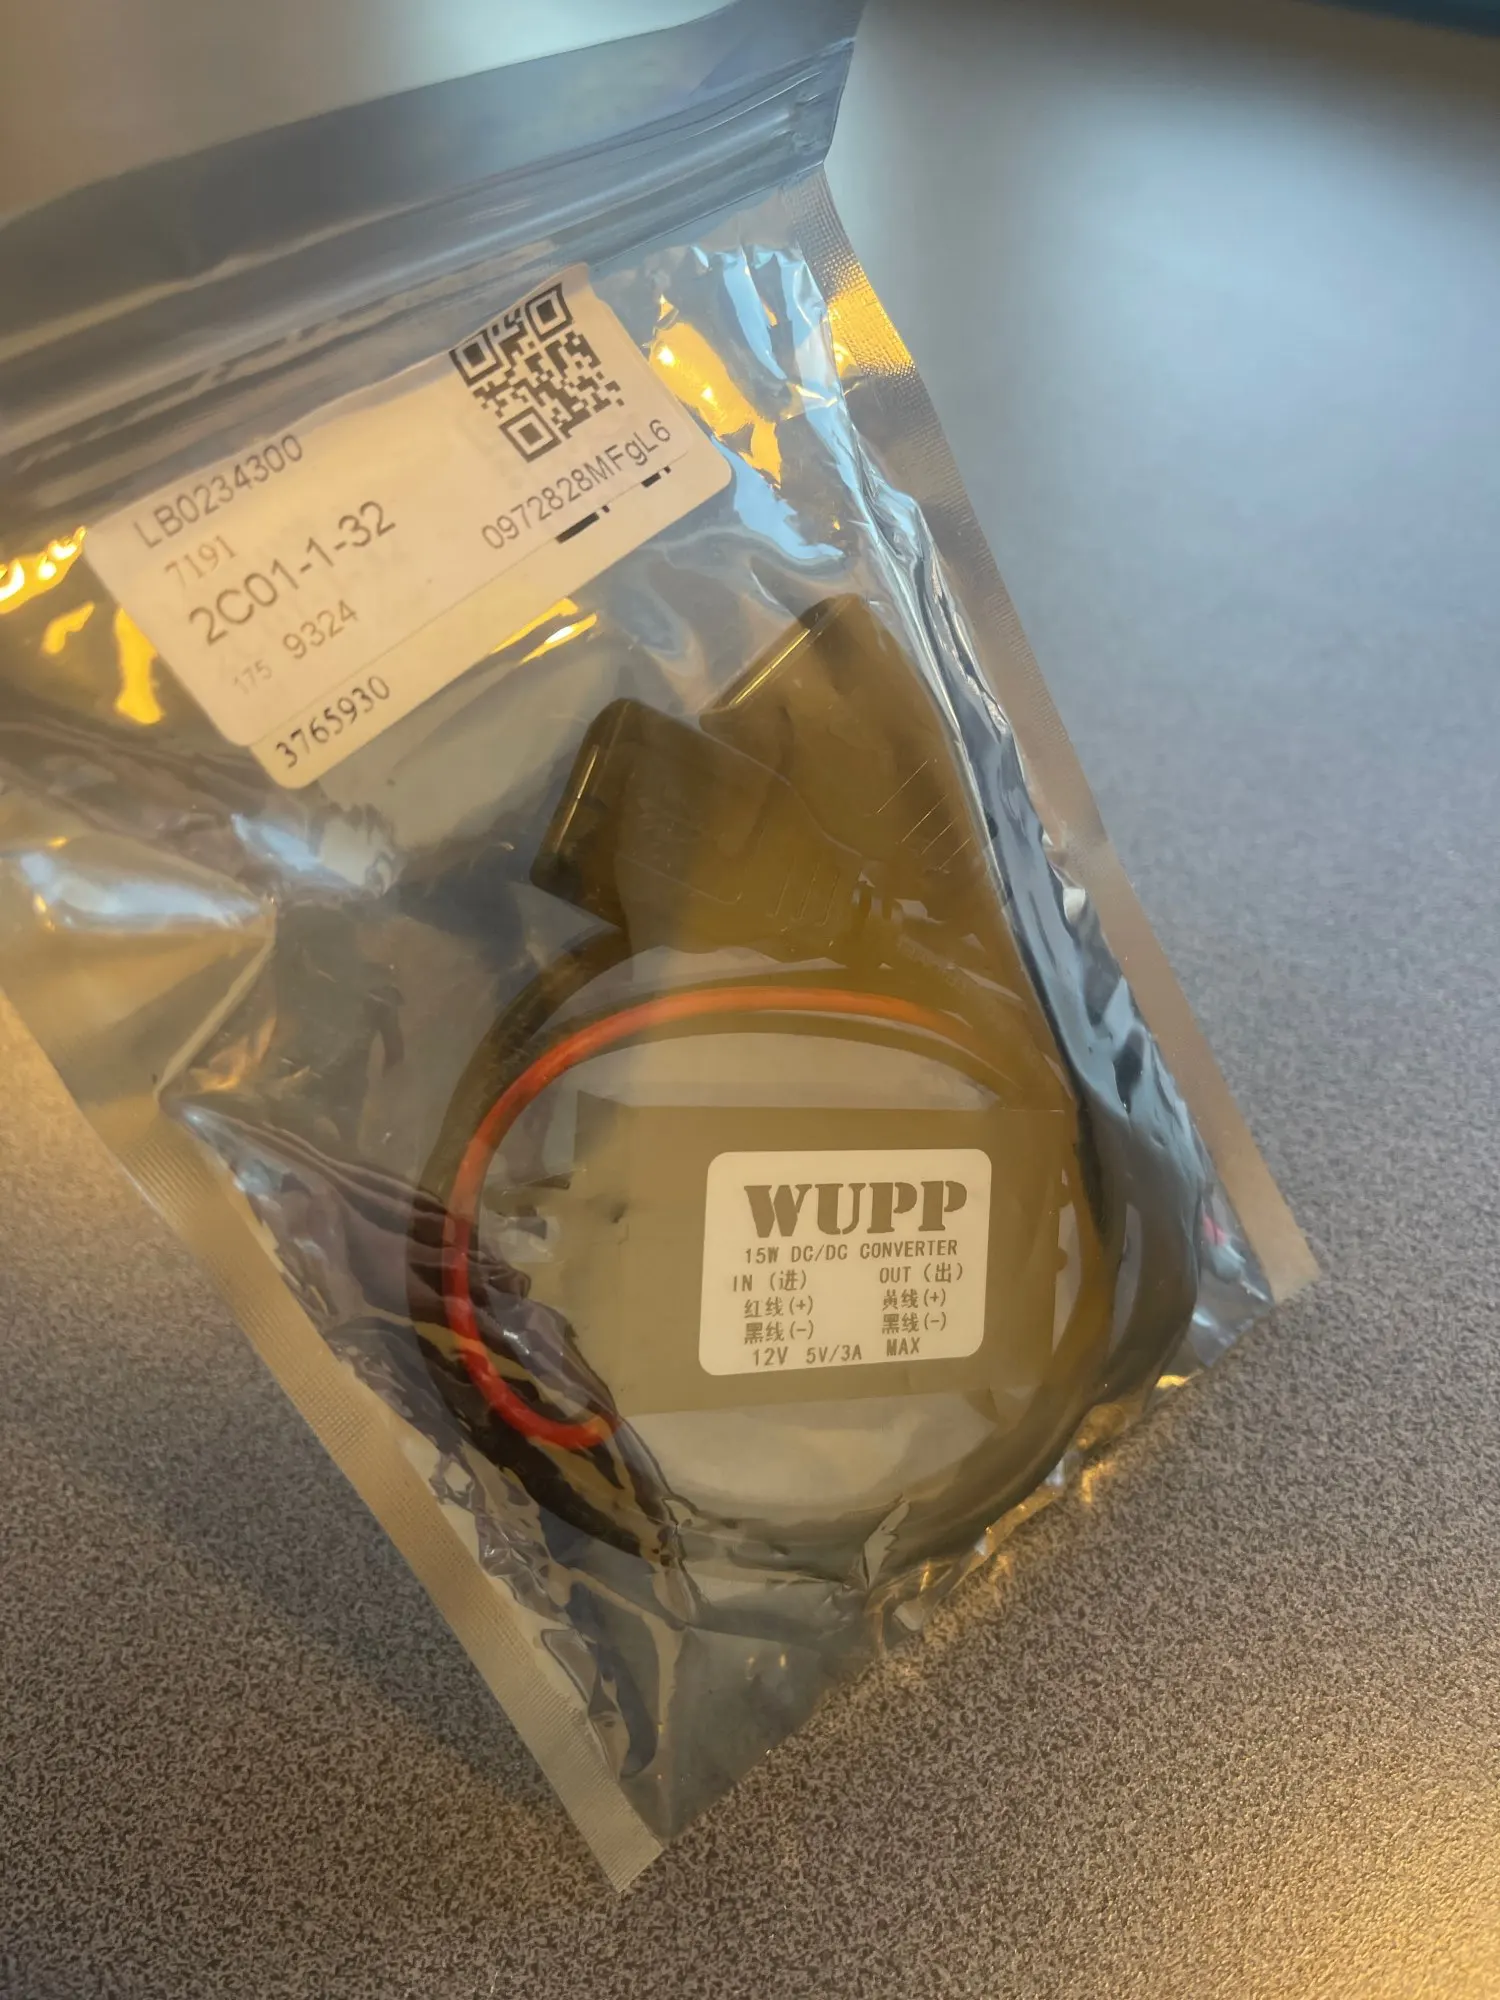 LB0234300
7191
2C01-1-32
175 9324
3765930
0972828MFgL6
WUPP
15W DC/DC CONVERTER
IN (进) OUT (出)
红线(+) 黄线(+)
黑线(-) 黑线(-)
12V 5V/3A MAX